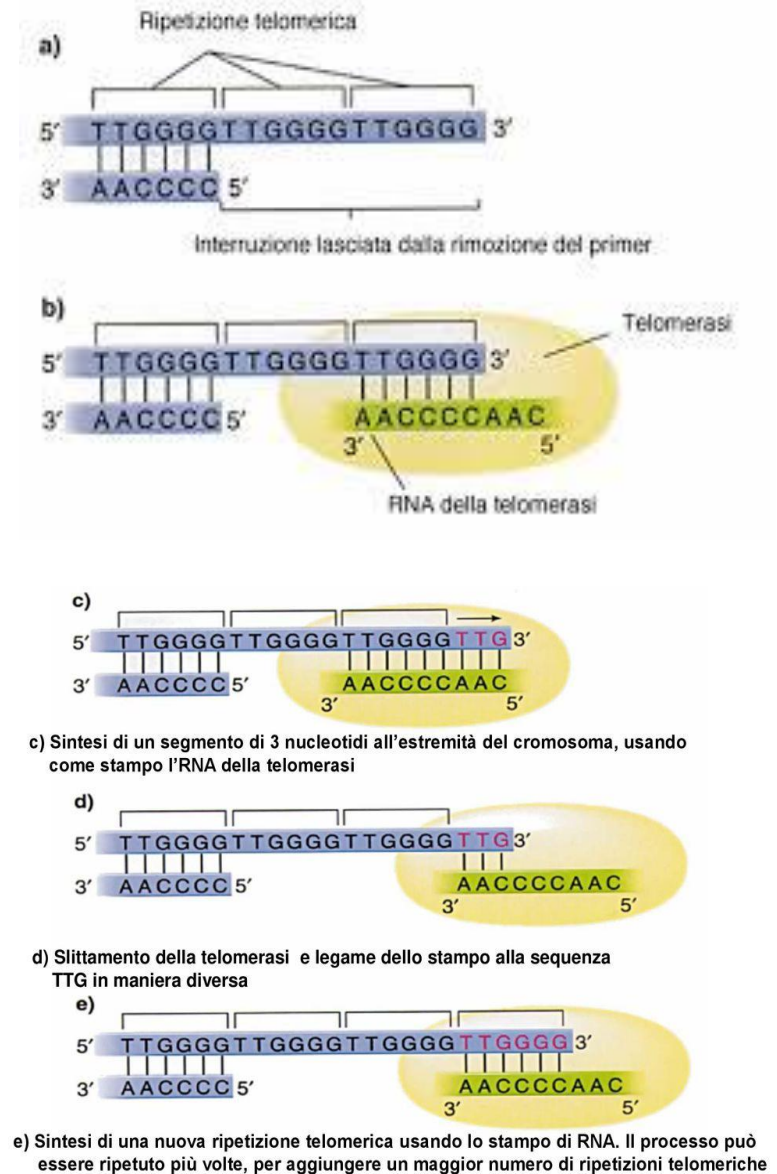 Ripetizione telomerica
a)
5′ TTGGGGTTGGGGTTGGGG 3′
3′ AACCCC 5′
Interruzione lasciata dalla rimozione del primer
b)
Telomerasi
5′ TTGGGGTTGGGGTTGGGG 3′
3′ AACCCC 5′ AACCCCAAC
3′ 5′
RNA della telomerasi
c)
5′ TTGGGGTTGGGGTTGGGGTTG 3′
3′ AACCCC 5′ AACCCCAAC
3′ 5′
c) Sintesi di un segmento di 3 nucleotidi all'estremità del cromosoma, usando
come stampo l'RNA della telomerasi
d)
5′ TTGGGGTTGGGGTTGGGGTTG 3′
3′ AACCCC 5′ AACCCCAAC
3′ 5′
d) Slittamento della telomerasi e legame dello stampo alla sequenza
TTG in maniera diversa
e)
5′ TTGGGGTTGGGGTTGGGGTTGGGG 3′
3′ AACCCC 5′ AACCCCAAC
3′ 5′
e) Sintesi di una nuova ripetizione telomerica usando lo stampo di RNA. Il processo può
essere ripetuto più volte, per aggiungere un maggior numero di ripetizioni telomeriche